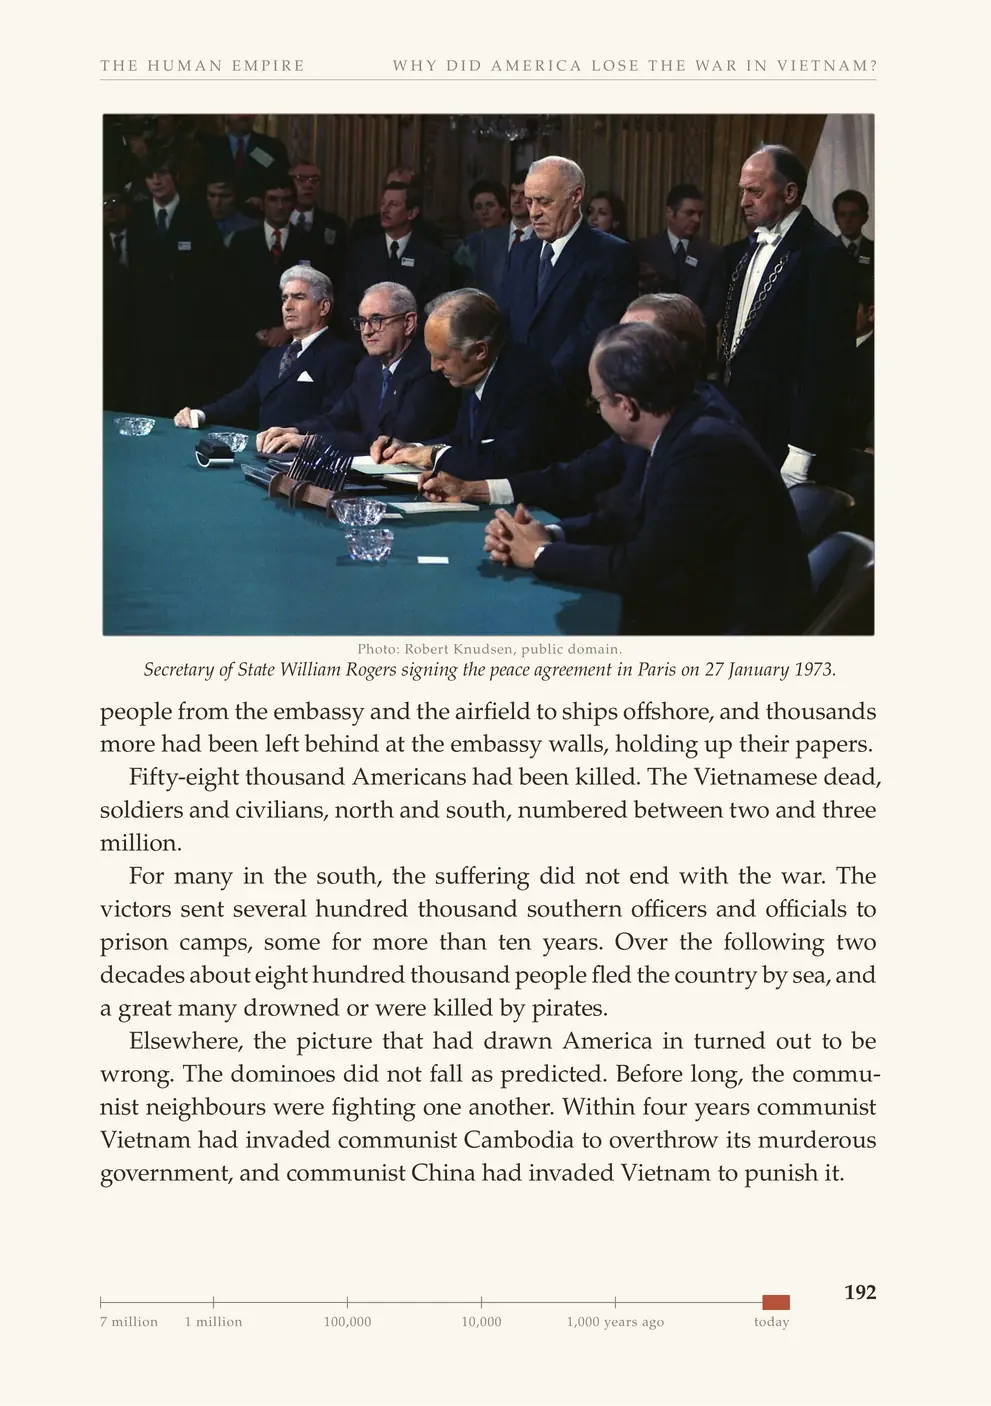 THE HUMAN EMPIRE
WHY DID AMERICA LOSE THE WAR IN VIETNAM?
Photo: Robert Knudsen, public domain.
Secretary of State William Rogers signing the peace agreement in Paris on 27 January 1973.
people from the embassy and the airfield to ships offshore, and thousands
more had been left behind at the embassy walls, holding up their papers.
Fifty-eight thousand Americans had been killed. The Vietnamese dead,
soldiers and civilians, north and south, numbered between two and three
million.
For many in the south, the suffering did not end with the war. The
victors sent several hundred thousand southern officers and officials to
prison camps, some for more than ten years. Over the following two
decades about eight hundred thousand people fled the country by sea, and
a great many drowned or were killed by pirates.
Elsewhere, the picture that had drawn America in turned out to be
wrong. The dominoes did not fall as predicted. Before long, the commu-
nist neighbours were fighting one another. Within four years communist
Vietnam had invaded communist Cambodia to overthrow its murderous
government, and communist China had invaded Vietnam to punish it.
192
7 million 1 million 100,000 10,000 1,000 years ago today